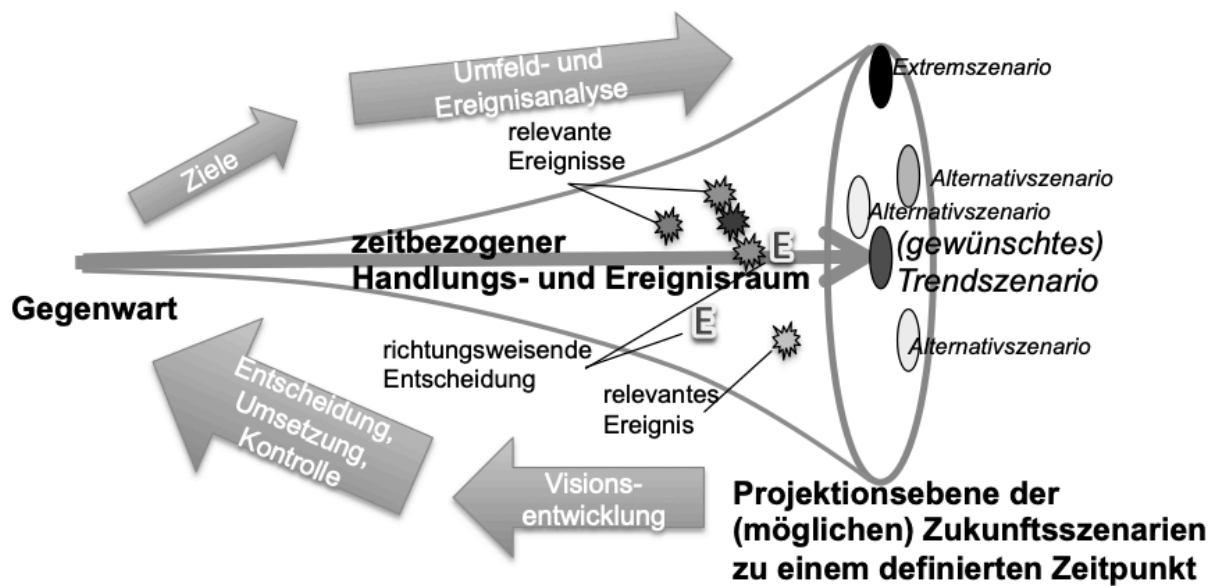 Umfeld- und
Ereignisanalyse
Extremszenario
relevante
Ereignisse
Ziele
Alternativszenario
Alternativszenario
zeitbezogener
Handlungs- und Ereignisraum
E
(gewünschtes)
Trendszenario
Gegenwart
E
richtungsweisende
Entscheidung
Alternativszenario
relevantes
Ereignis
Entscheidung,
Umsetzung,
Kontrolle
Visions-
entwicklung
Projektionsebene der
(möglichen) Zukunftsszenarien
zu einem definierten Zeitpunkt